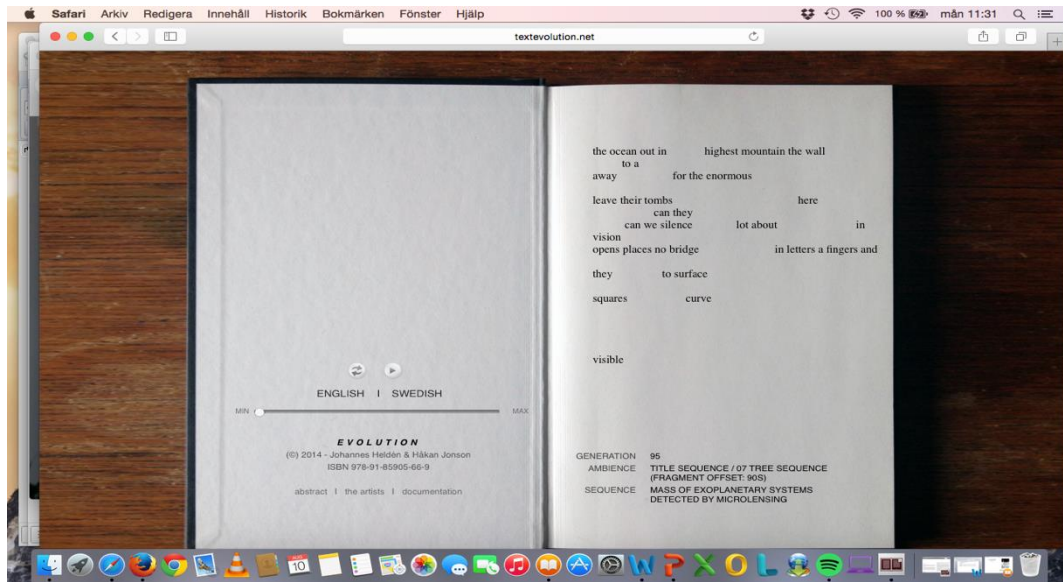 Safari Arkiv Redigera Innehåll Historik Bokmärken Fönster Hjälp 100 % mån 11:31
textevolution.net
the ocean out in highest mountain the wall
to a
away for the enormous
leave their tombs here
can they
can we silence lot about in
vision
opens places no bridge in letters a fingers and
they to surface
squares curve
visible
ENGLISH I SWEDISH
MIN MAX
EVOLUTION
(©) 2014 - Johannes Heldén & Håkan Jonson
ISBN 978-91-85905-66-9
abstract I the artists I documentation
GENERATION 95
AMBIENCE TITLE SEQUENCE / 07 TREE SEQUENCE
(FRAGMENT OFFSET: 90S)
SEQUENCE MASS OF EXOPLANETARY SYSTEMS
DETECTED BY MICROLENSING
10